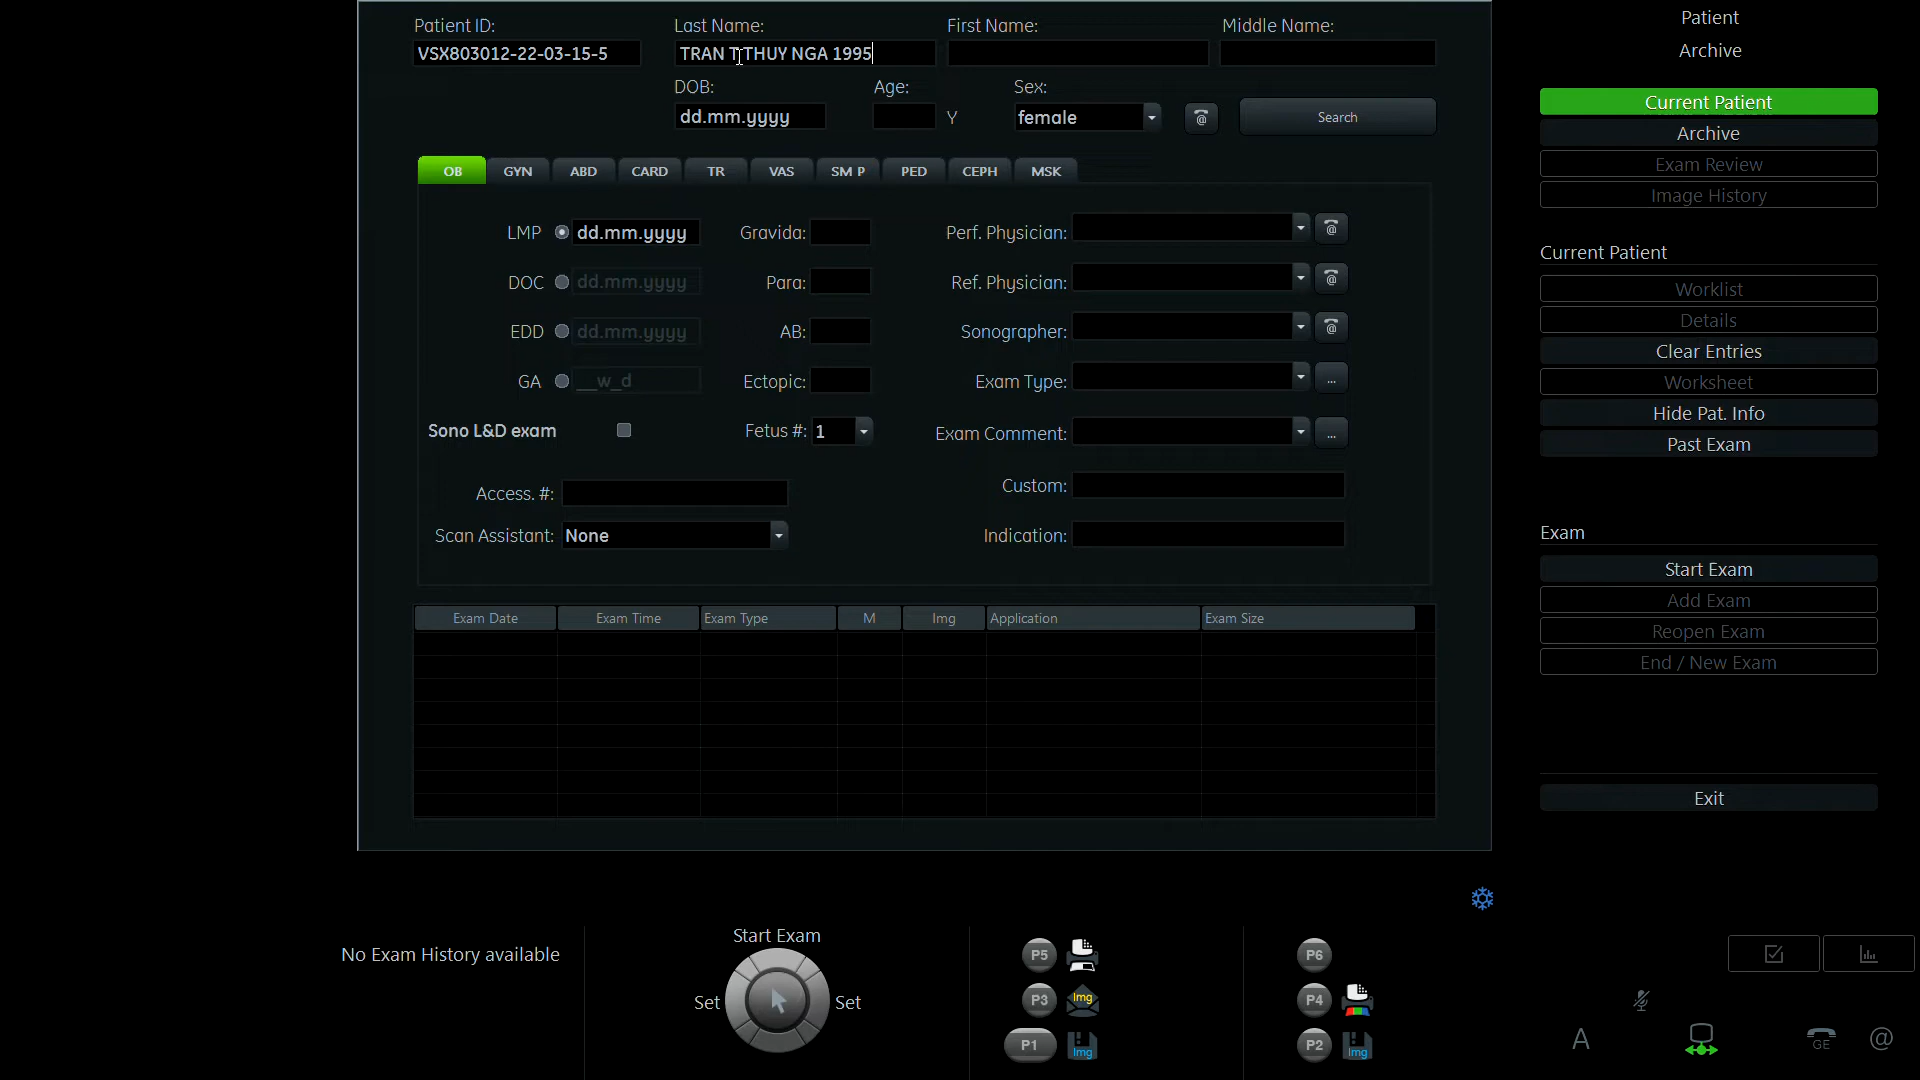 Patient ID: Last Name: First Name: Middle Name:
VSX803012-22-03-15-5 TRAN T THUY NGA 1995
DOB: Age: Sex:
dd.mm.yyyy Y female @ Search
OB GYN ABD CARD TR VAS SM P PED CEPH MSK
LMP dd.mm.yyyy Gravida: Perf. Physician: @
DOC dd.mm.yyyy Para: Ref. Physician: @
EDD dd.mm.yyyy AB: Sonographer: @
GA __w_d Ectopic: Exam Type: ...
Sono L&D exam Fetus #: 1 Exam Comment: ...
Access. #: Custom:
Scan Assistant: None Indication:
Exam Date Exam Time Exam Type M Img Application Exam Size
Patient
Archive
Current Patient
Archive
Exam Review
Image History
Current Patient
Worklist
Details
Clear Entries
Worksheet
Hide Pat. Info
Past Exam
Exam
Start Exam
Add Exam
Reopen Exam
End / New Exam
Exit
No Exam History available
Start Exam
Set Set
P5
P3 Img
P1 Img
P6
P4
P2 Img
A GE @